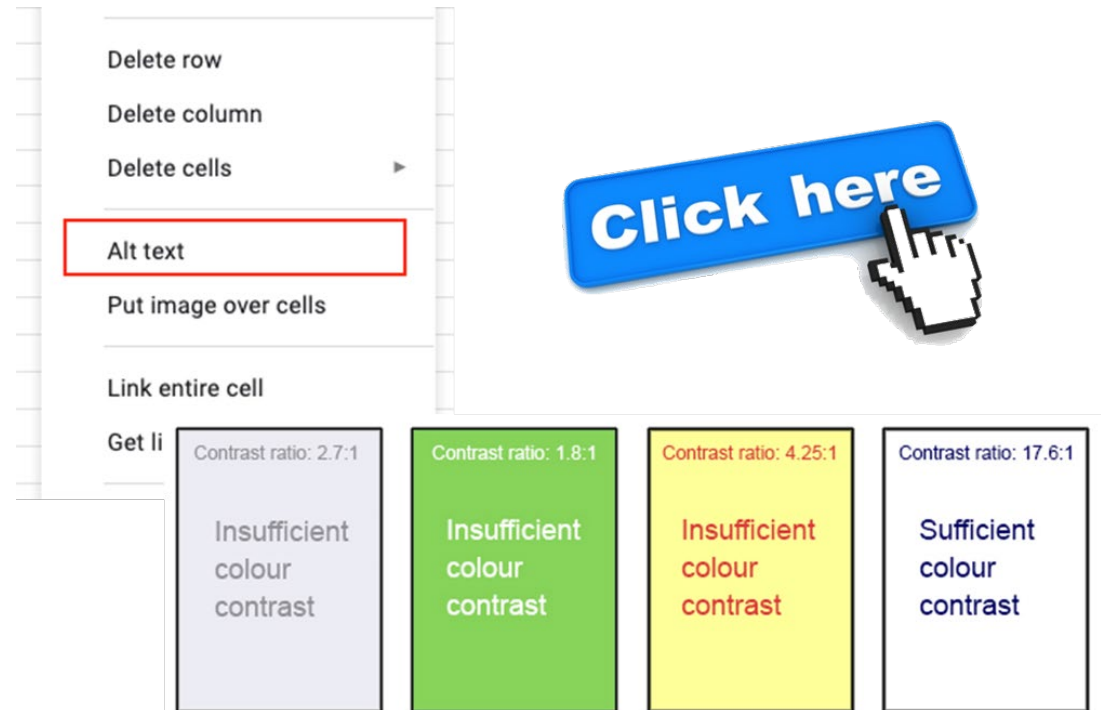 Delete row
Delete column
Delete cells
Alt text
Put image over cells
Link entire cell
Get li
Click here
Contrast ratio: 2.7:1
Insufficient
colour
contrast
Contrast ratio: 1.8:1
Insufficient
colour
contrast
Contrast ratio: 4.25:1
Insufficient
colour
contrast
Contrast ratio: 17.6:1
Sufficient
colour
contrast